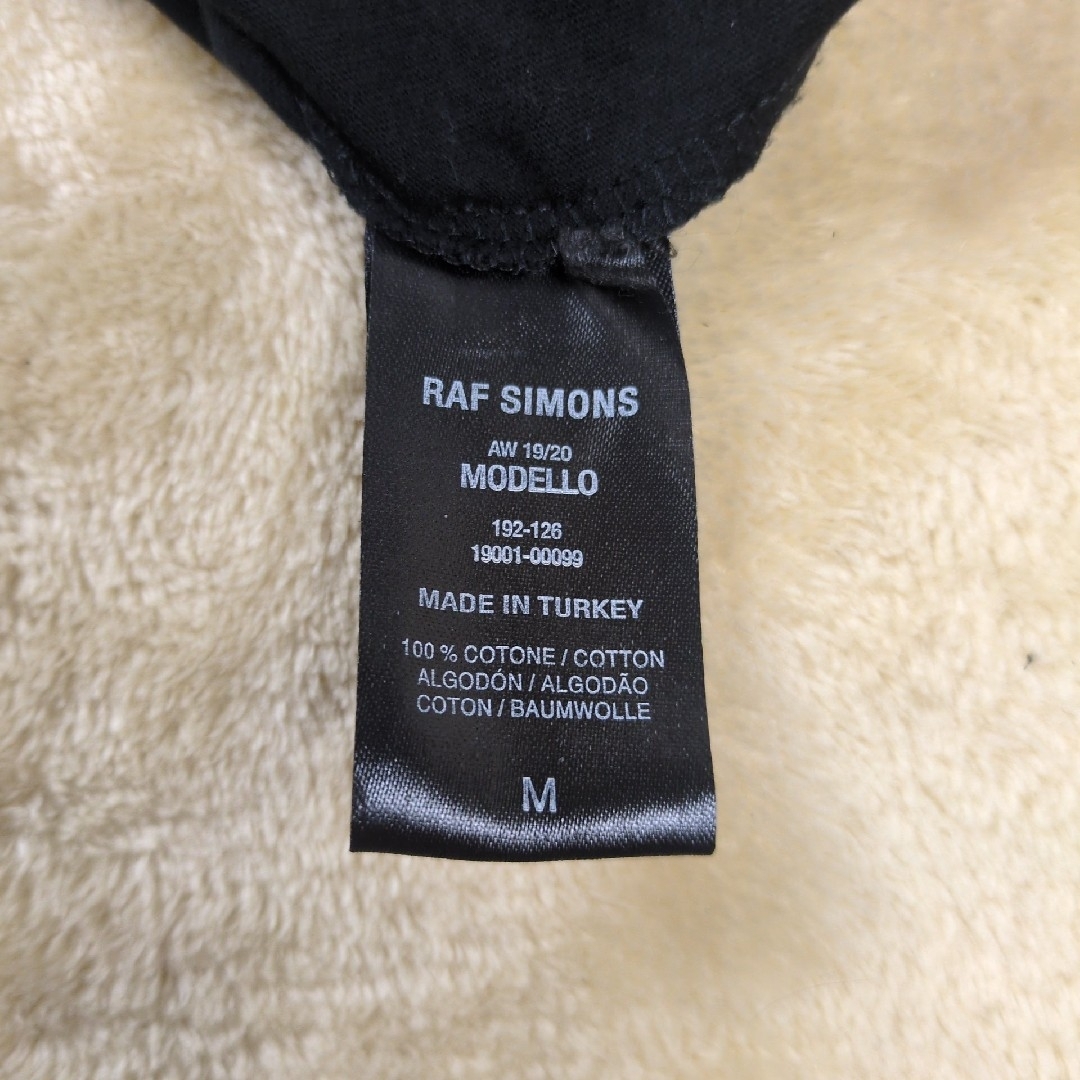 RAF SIMONS
AW 19/20
MODELLO
192-126
19001-00099
MADE IN TURKEY
100 % COTONE / COTTON
ALGODÓN / ALGODÃO
COTON / BAUMWOLLE
M